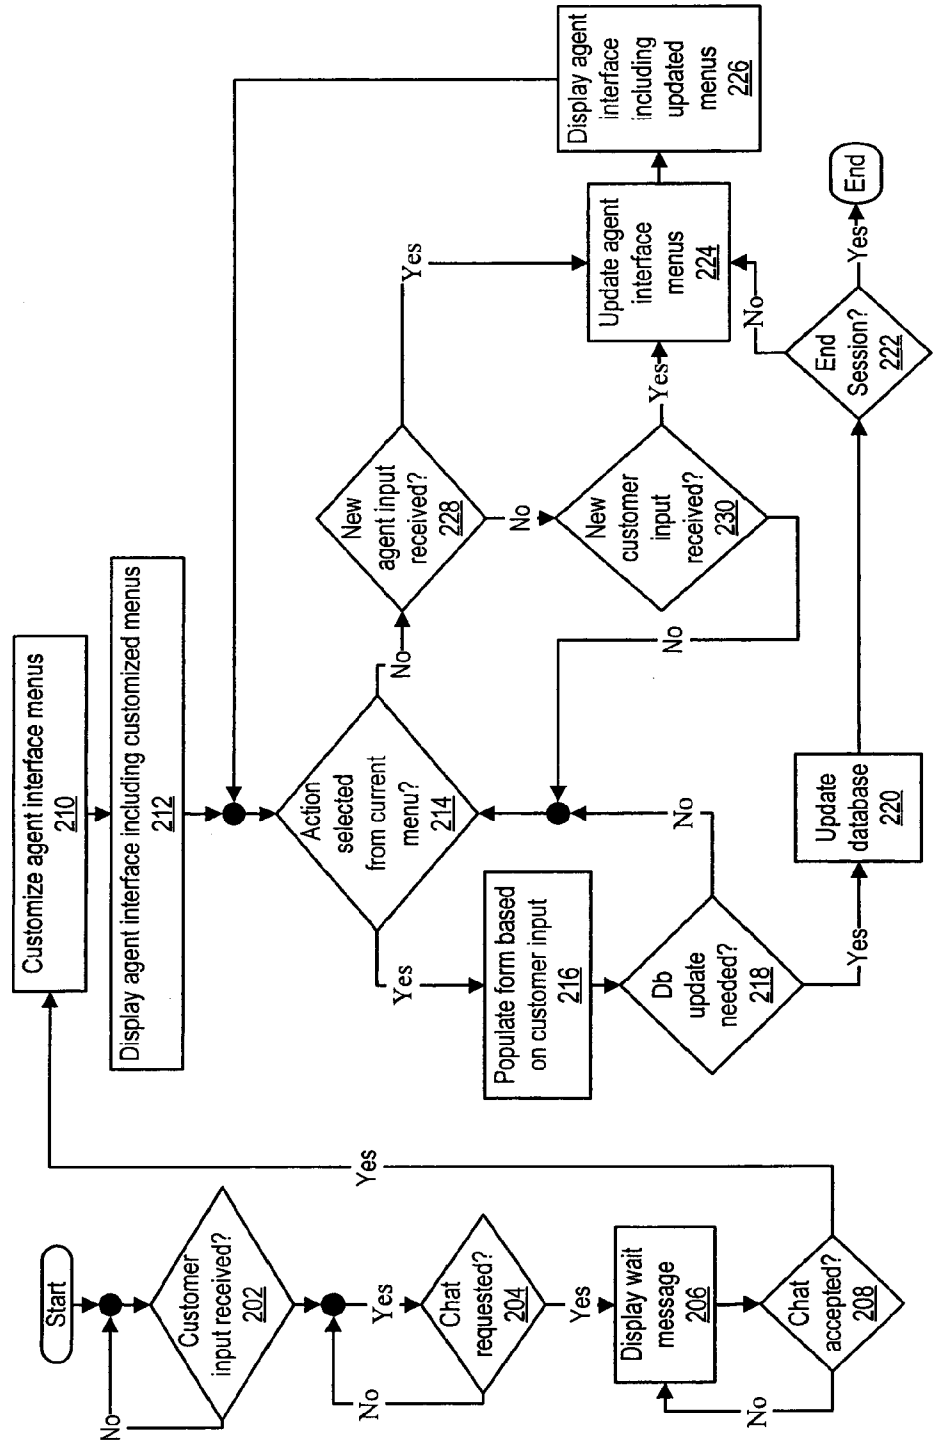 Start
No
Customer
input received?
202
Yes
No
Chat
requested?
204
Yes
Display wait
message
206
No
Chat
accepted?
208
Yes
Customize agent interface menus
210
Display agent interface including customized menus
212
Action
selected
from current
menu?
214
Yes
No
Populate form based
on customer input
216
Db
update
needed?
218
No
Yes
Update
database
220
New
agent input
received?
228
Yes
No
New
customer
input
received?
230
Yes
No
End
Session?
222
No
Yes
End
Update agent
interface
menus
224
Display agent
interface
including
updated
menus
226